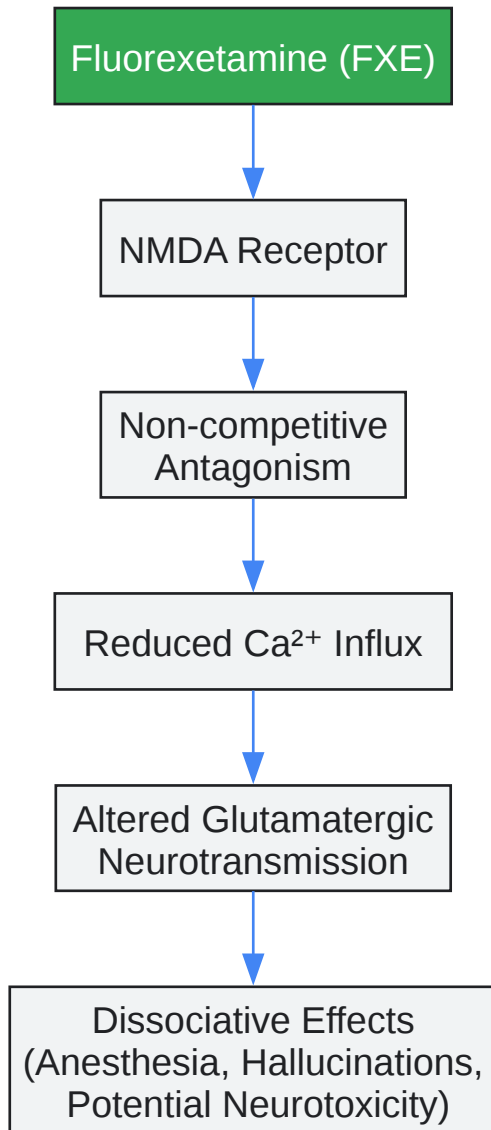 Fluorexetamine (FXE)
NMDA Receptor
Non-competitive
Antagonism
Reduced Ca²⁺ Influx
Altered Glutamatergic
Neurotransmission
Dissociative Effects
(Anesthesia, Hallucinations,
Potential Neurotoxicity)